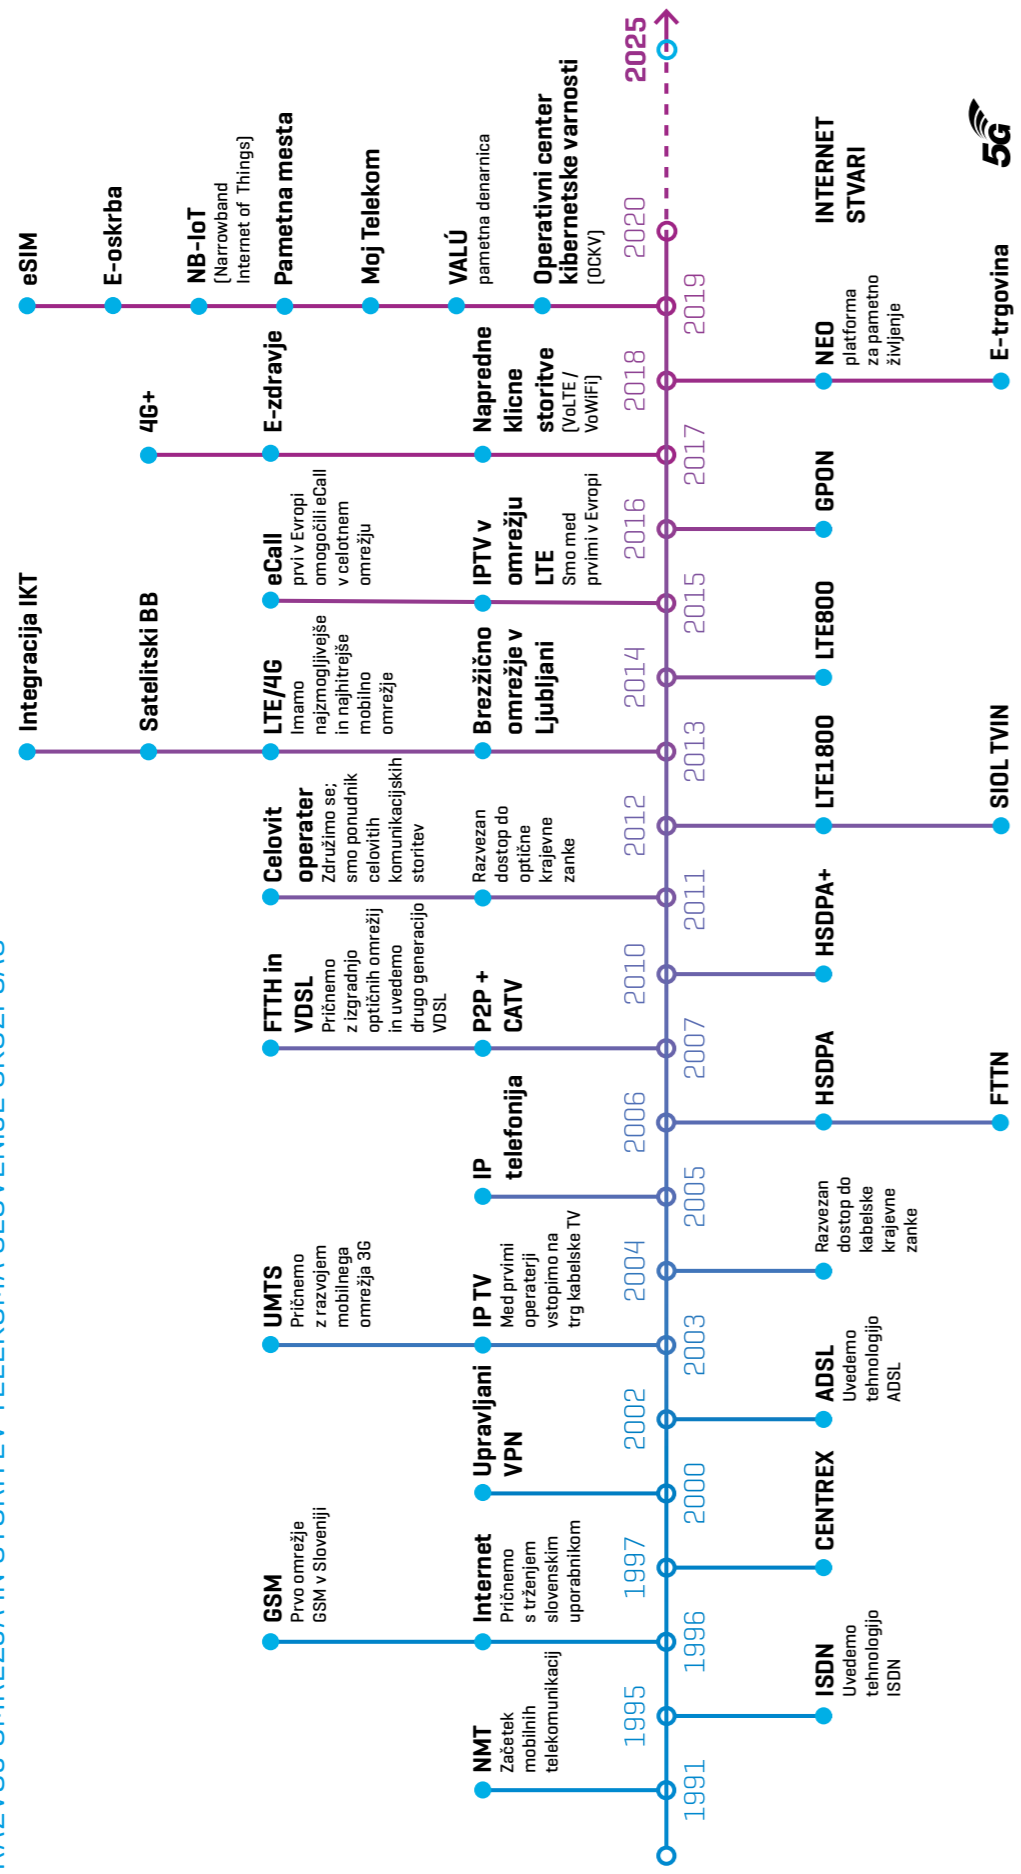 RAZVOJ OMREŽJA IN STORITEV TELEKOMA SLOVENIJE SKOZI ČAS
NMT
Začetek
mobilnih
telekomunikacij
1991
1995
ISDN
Uvedemo
tehnologijo
ISDN
GSM
Prvo omrežje
GSM v Sloveniji
Internet
Pričnemo
s trženjem
slovenskim
uporabnikom
1996
1997
CENTREX
Upravljani
VPN
2000
2002
ADSL
Uvedemo
tehnologijo
ADSL
UMTS
Pričnemo
z razvojem
mobilnega
omrežja 3G
IP TV
Med prvimi
operaterji
vstopimo na
trg kabelske TV
2003
2004
Razvezan
dostop do
kabelske
krajevne
zanke
IP
telefonija
2005
2006
HSDPA
FTTN
FTTH in
VDSL
Pričnemo
z izgradnjo
optičnih omrežij
in uvedemo
drugo generacijo
VDSL
P2P +
CATV
2007
2010
HSDPA+
Celovit
operater
Združimo se;
smo ponudnik
celovitih
komunikacijskih
storitev
Razvezan
dostop do
optične
krajevne
zanke
2011
2012
LTE1800
SIOL TVIN
Integracija IKT
Satelitski BB
LTE/4G
Imamo
najzmogljivejše
in najhitrejše
mobilno
omrežje
Brezžično
omrežje v
Ljubljani
2013
2014
LTE800
eCall
prvi v Evropi
omogočili eCall
v celotnem
omrežju
IPTV v
omrežju
LTE
Smo med
prvimi v Evropi
2015
2016
GPON
4G+
E-zdravje
Napredne
klicne
storitve
(VoLTE /
VoWiFi)
2017
2018
NEO
platforma
za pametno
življenje
E-trgovina
eSIM
E-oskrba
NB-IoT
(Narrowband
Internet of Things)
Pametna mesta
Moj Telekom
VALÚ
pametna denarnica
Operativni center
kibernetske varnosti
(OCKV)
2019
2020
INTERNET
STVARI
5G
2025